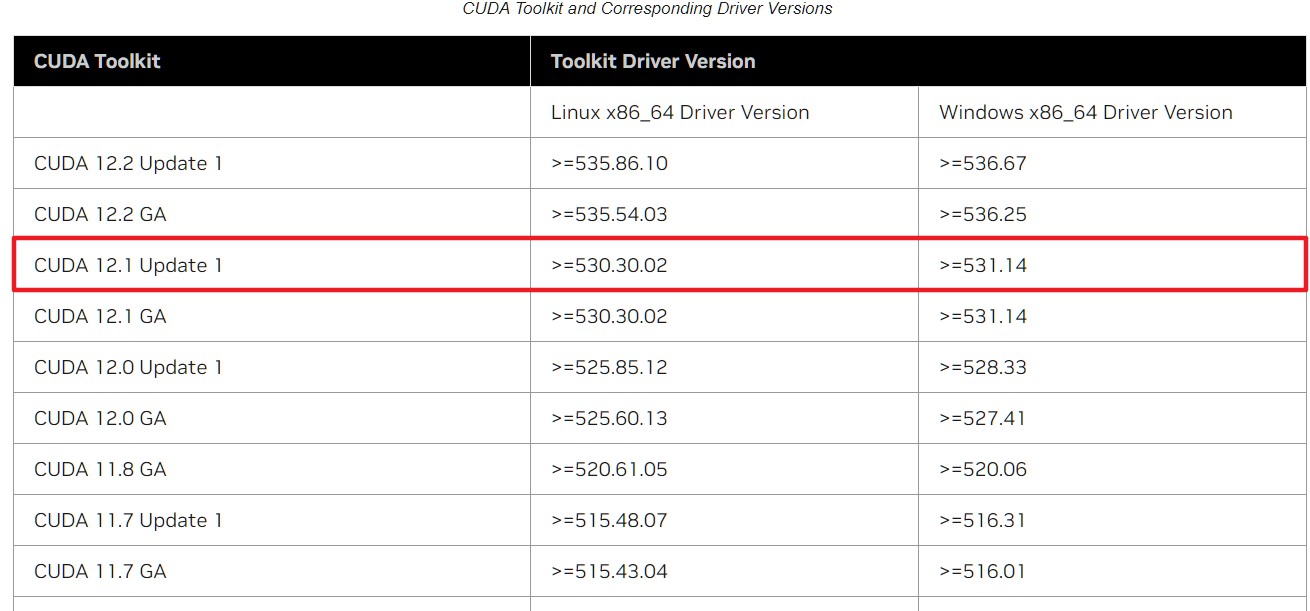 CUDA Toolkit and Corresponding Driver Versions
CUDA Toolkit Toolkit Driver Version
Linux x86_64 Driver Version Windows x86_64 Driver Version
CUDA 12.2 Update 1 >=535.86.10 >=536.67
CUDA 12.2 GA >=535.54.03 >=536.25
CUDA 12.1 Update 1 >=530.30.02 >=531.14
CUDA 12.1 GA >=530.30.02 >=531.14
CUDA 12.0 Update 1 >=525.85.12 >=528.33
CUDA 12.0 GA >=525.60.13 >=527.41
CUDA 11.8 GA >=520.61.05 >=520.06
CUDA 11.7 Update 1 >=515.48.07 >=516.31
CUDA 11.7 GA >=515.43.04 >=516.01